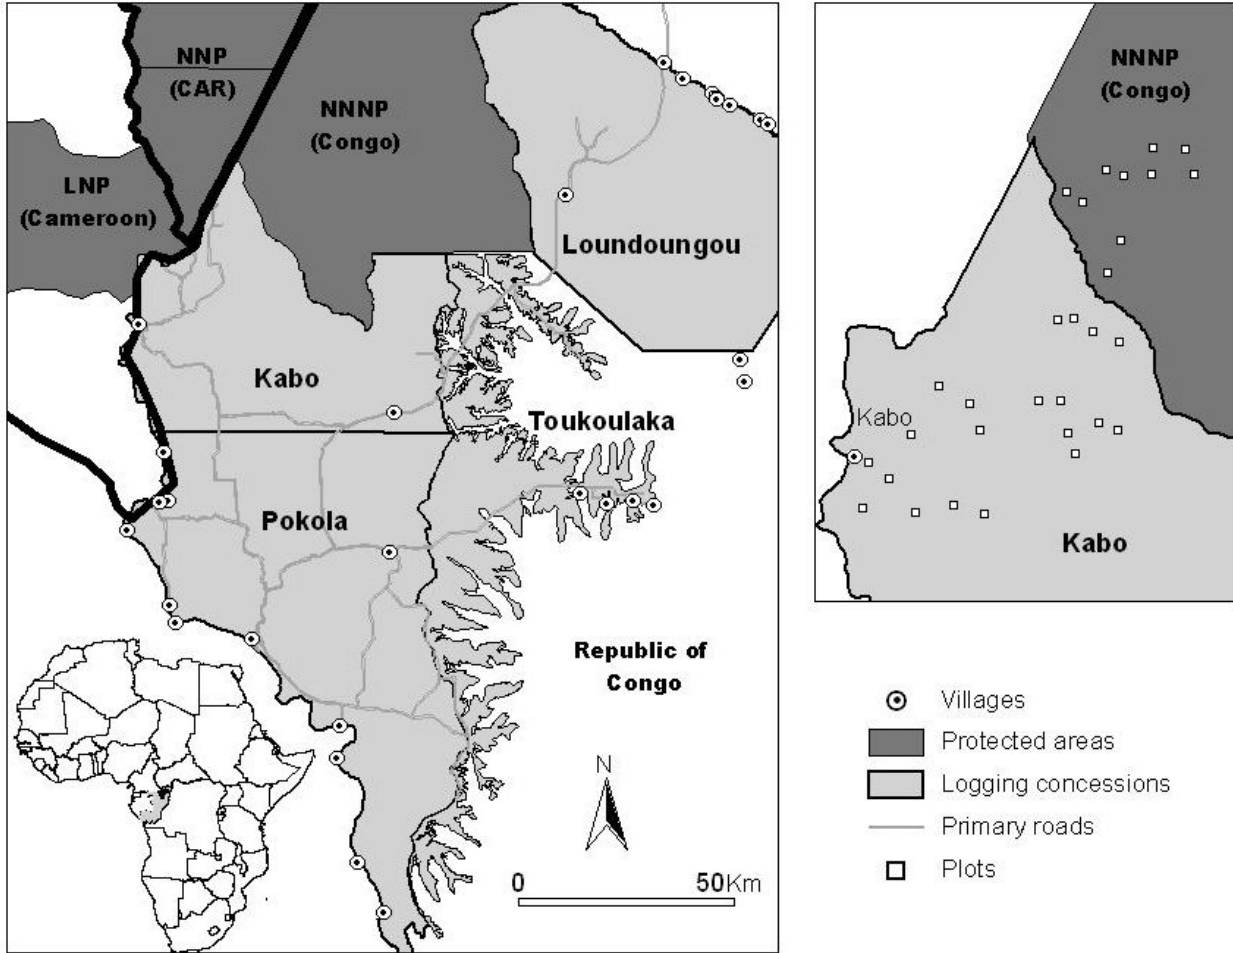 NNP
(CAR)
NNNP
(Congo)
LNP
(Cameroon)
Loundoungou
Kabo
Toukoulaka
Pokola
Republic of
Congo
N
0
50Km
NNNP
(Congo)
Kabo
Kabo
Villages
Protected areas
Logging concessions
Primary roads
Plots